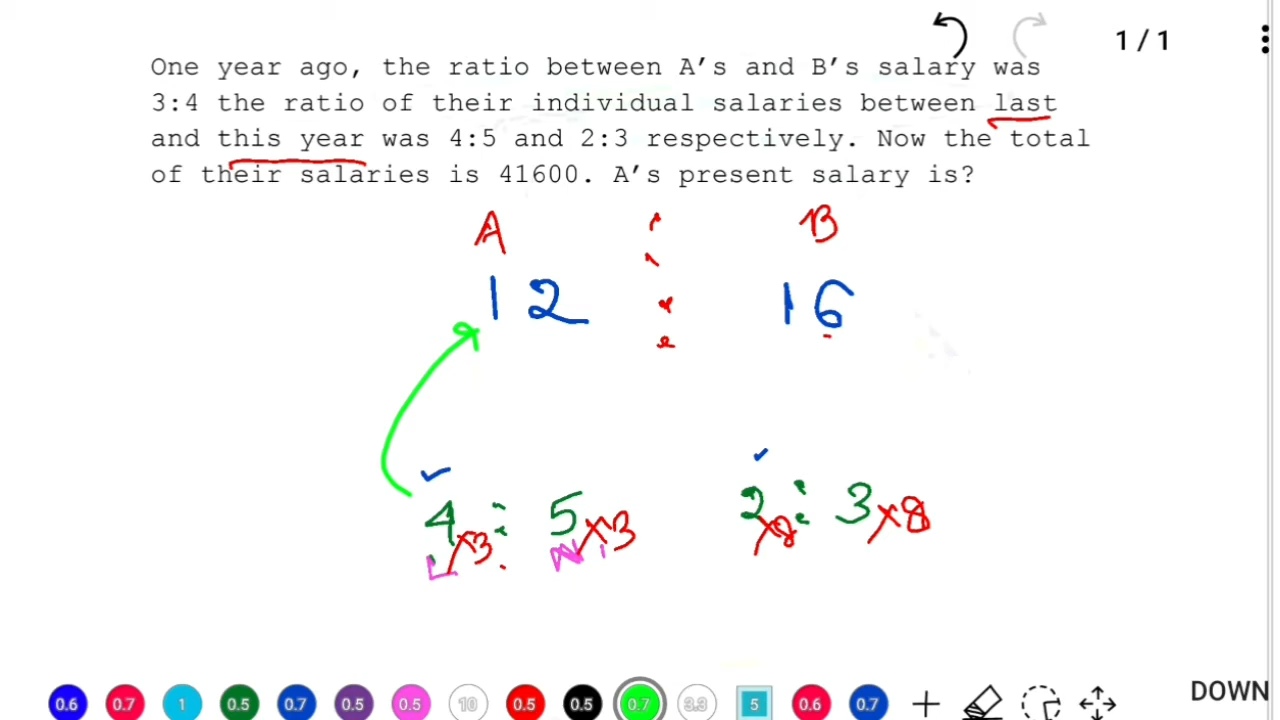 1/1
One year ago, the ratio between A's and B's salary was
3:4 the ratio of their individual salaries between last
and this year was 4:5 and 2:3 respectively. Now the total
of their salaries is 41600. A's present salary is?
A : B
12 : 16
4 : 5 2 : 3
×3 ×3 ×8 ×8
0.6 0.7 1 0.5 0.7 0.5 0.5 10 0.5 0.5 0.7 3.3 5 0.6 0.7
DOWN